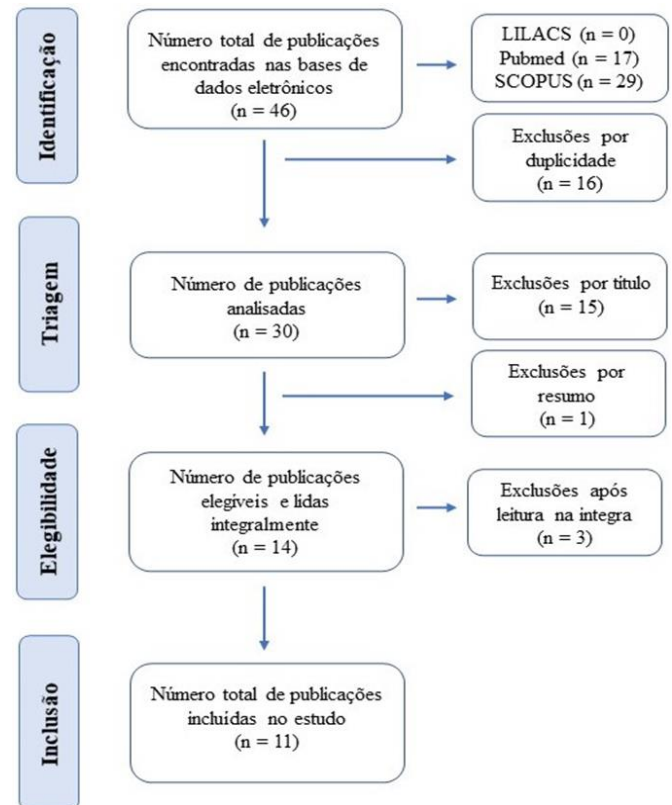 Identificação
Número total de publicações
encontradas nas bases de
dados eletrônicos
(n = 46)
LILACS (n = 0)
Pubmed (n = 17)
SCOPUS (n = 29)
Exclusões por
duplicidade
(n = 16)
Triagem
Número de publicações
analisadas
(n = 30)
Exclusões por titulo
(n = 15)
Exclusões por
resumo
(n = 1)
Elegibilidade
Número de publicações
elegíveis e lidas
integralmente
(n = 14)
Exclusões após
leitura na integra
(n = 3)
Inclusão
Número total de publicações
incluídas no estudo
(n = 11)